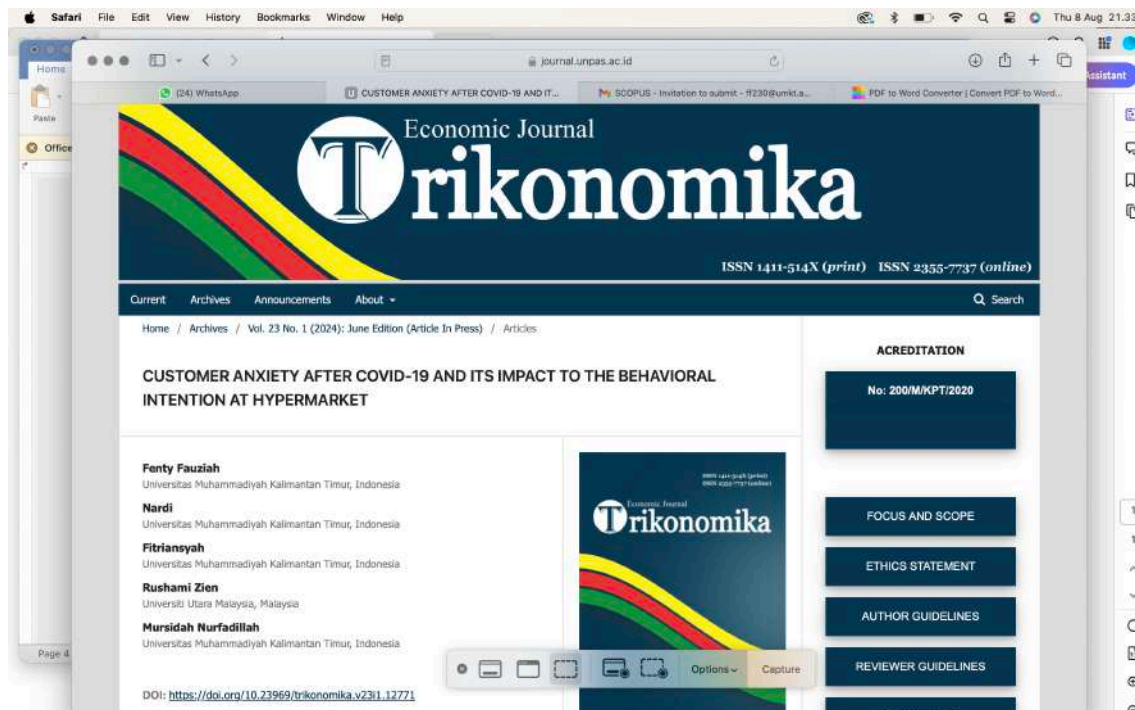 Safari File Edit View History Bookmarks Window Help
Thu 8 Aug 21.33
Home
Paste
Office
Page 4
journal.unpas.ac.id
Assistant
(24) WhatsApp
CUSTOMER ANXIETY AFTER COVID-19 AND IT...
SCOPUS - Invitation to submit - ff230@umkt.a...
PDF to Word Converter | Convert PDF to Word...
Economic Journal
Trikonomika
ISSN 1411-514X (print) ISSN 2355-7737 (online)
Current Archives Announcements About
Search
Home / Archives / Vol. 23 No. 1 (2024): June Edition (Article In Press) / Articles
CUSTOMER ANXIETY AFTER COVID-19 AND ITS IMPACT TO THE BEHAVIORAL
INTENTION AT HYPERMARKET
Fenty Fauziah
Universitas Muhammadiyah Kalimantan Timur, Indonesia
Nardi
Universitas Muhammadiyah Kalimantan Timur, Indonesia
Fitriansyah
Universitas Muhammadiyah Kalimantan Timur, Indonesia
Rushami Zien
Universiti Utara Malaysia, Malaysia
Mursidah Nurfadillah
Universitas Muhammadiyah Kalimantan Timur, Indonesia
DOI: https://doi.org/10.23969/trikonomika.v23i1.12771
Economic Journal
Trikonomika
ACREDITATION
No: 200/M/KPT/2020
FOCUS AND SCOPE
ETHICS STATEMENT
AUTHOR GUIDELINES
REVIEWER GUIDELINES
Options
Capture